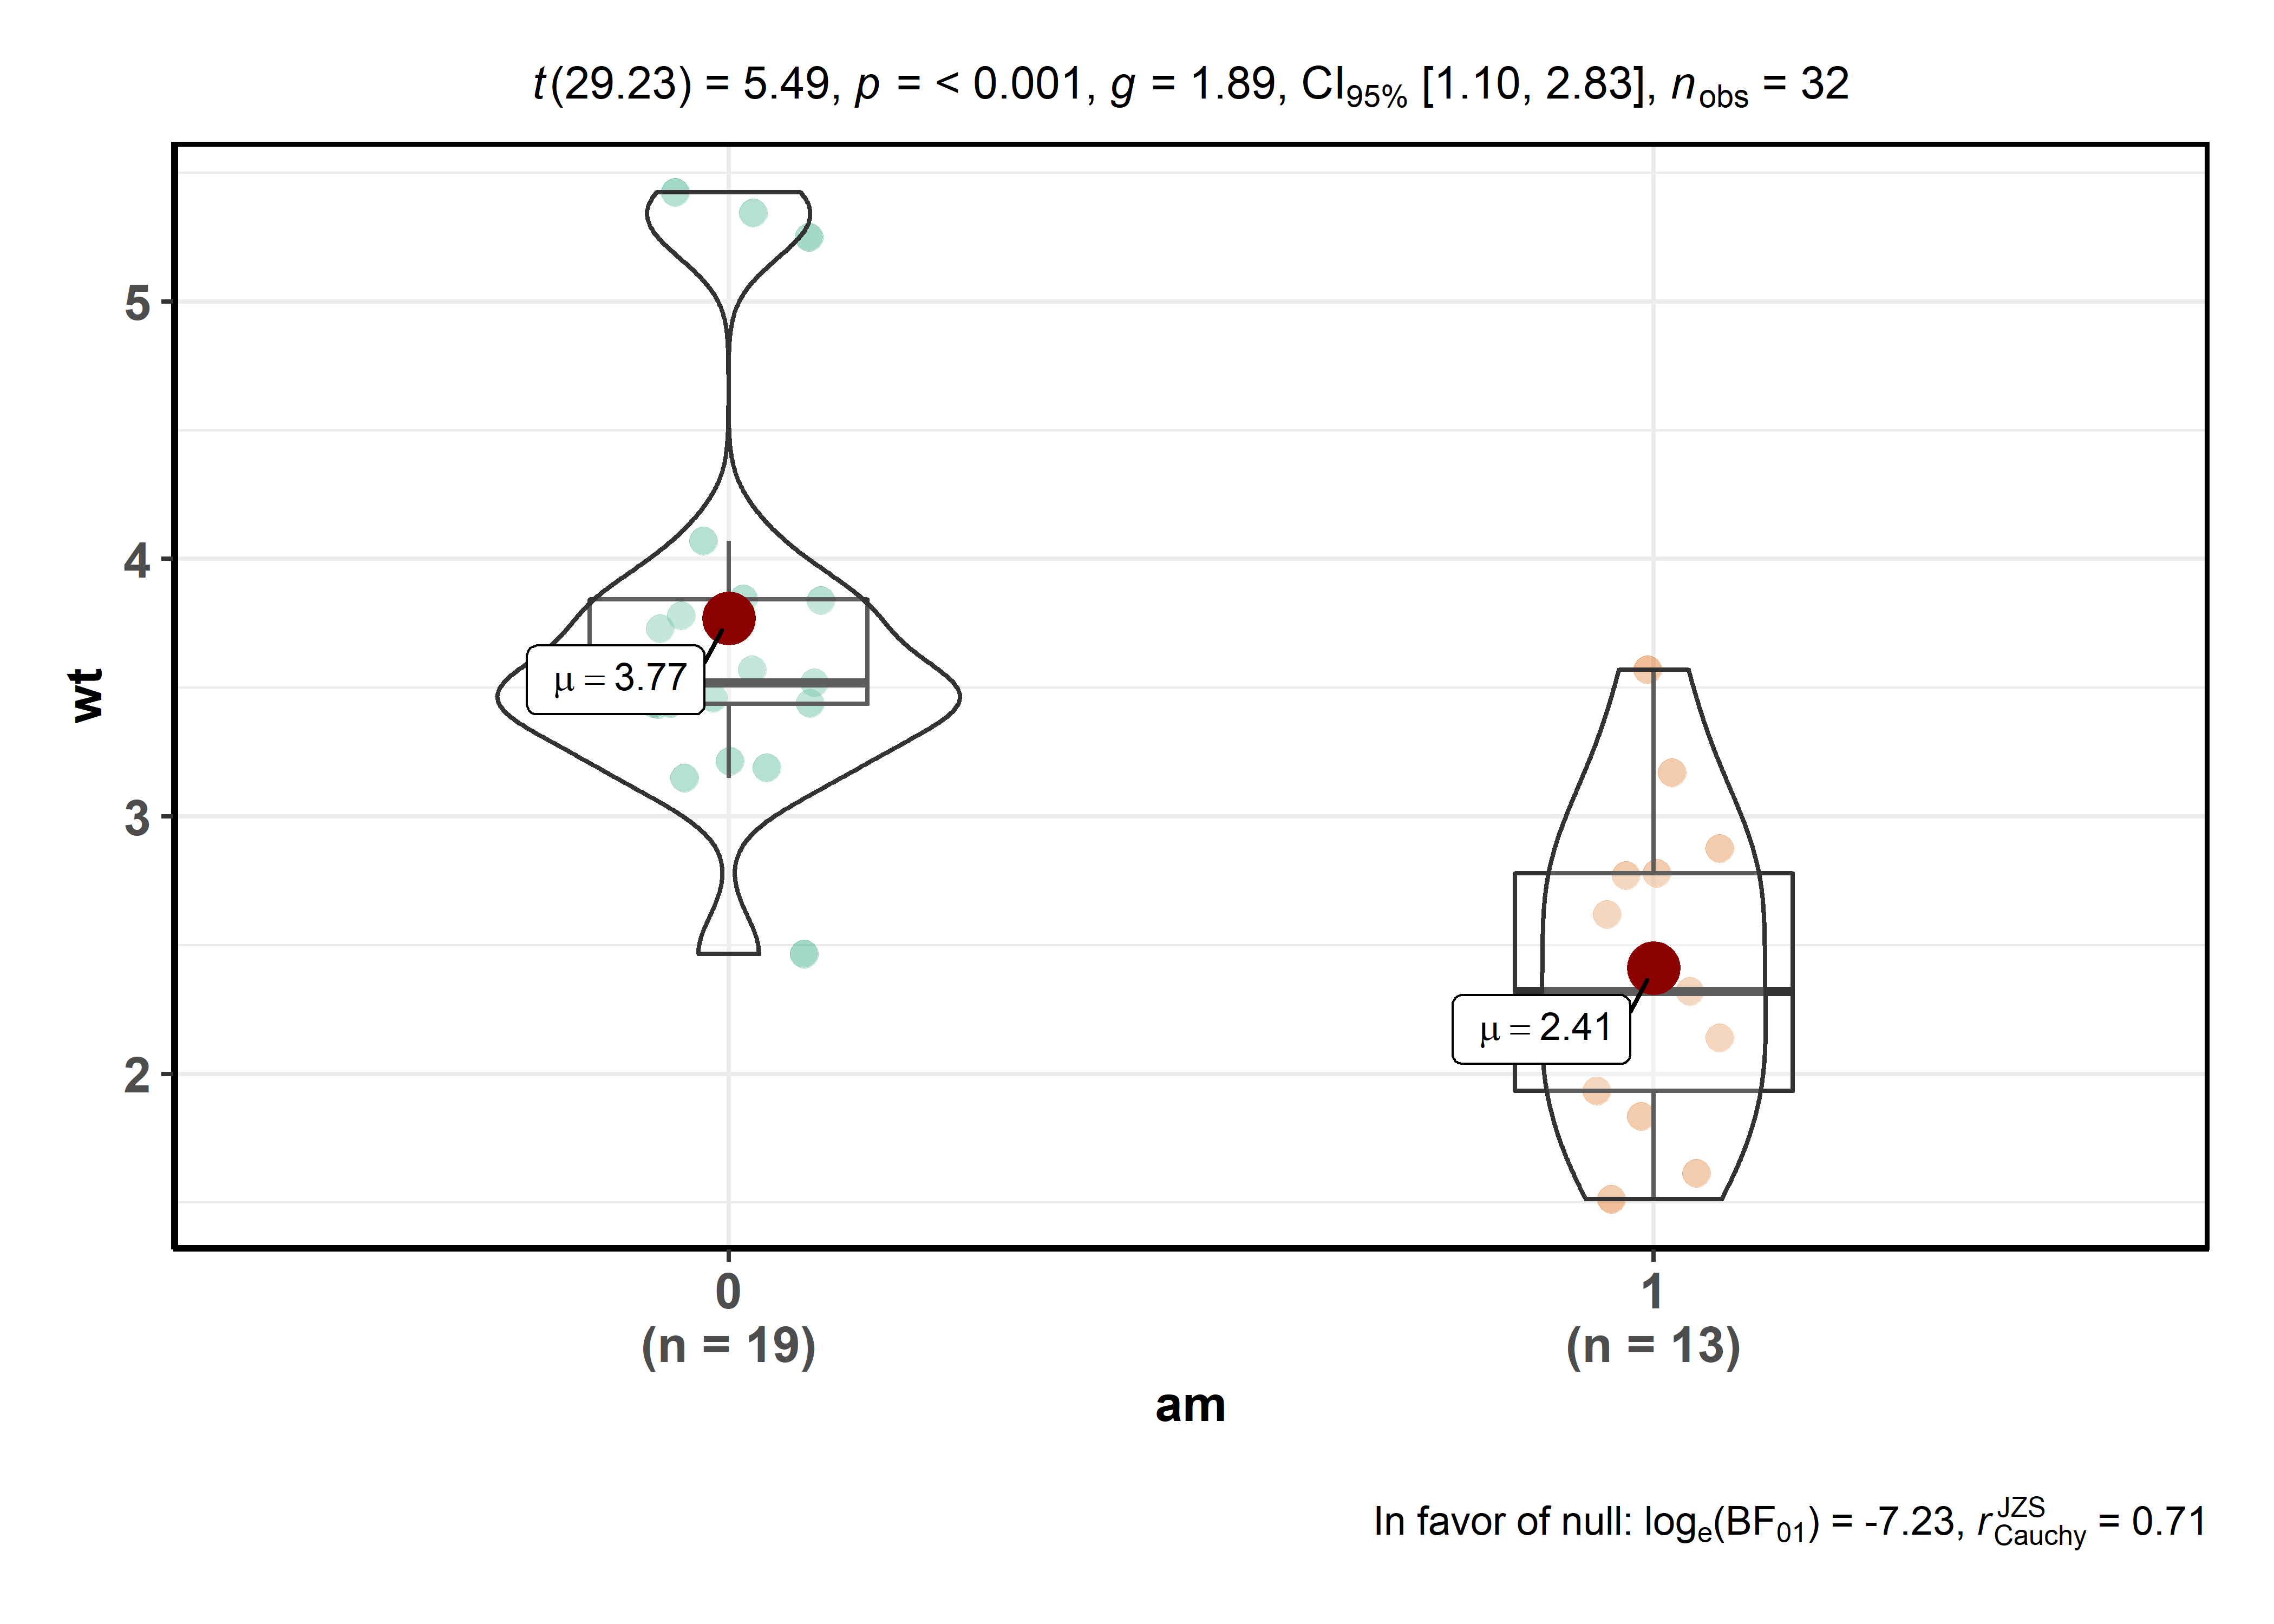 t(29.23) = 5.49, p = < 0.001, g = 1.89, CI95% [1.10, 2.83], nobs = 32
5
4
3
2
wt
μ = 3.77
μ = 2.41
0
(n = 19)
1
(n = 13)
am
In favor of null: loge(BF01) = -7.23, rJZSCauchy = 0.71